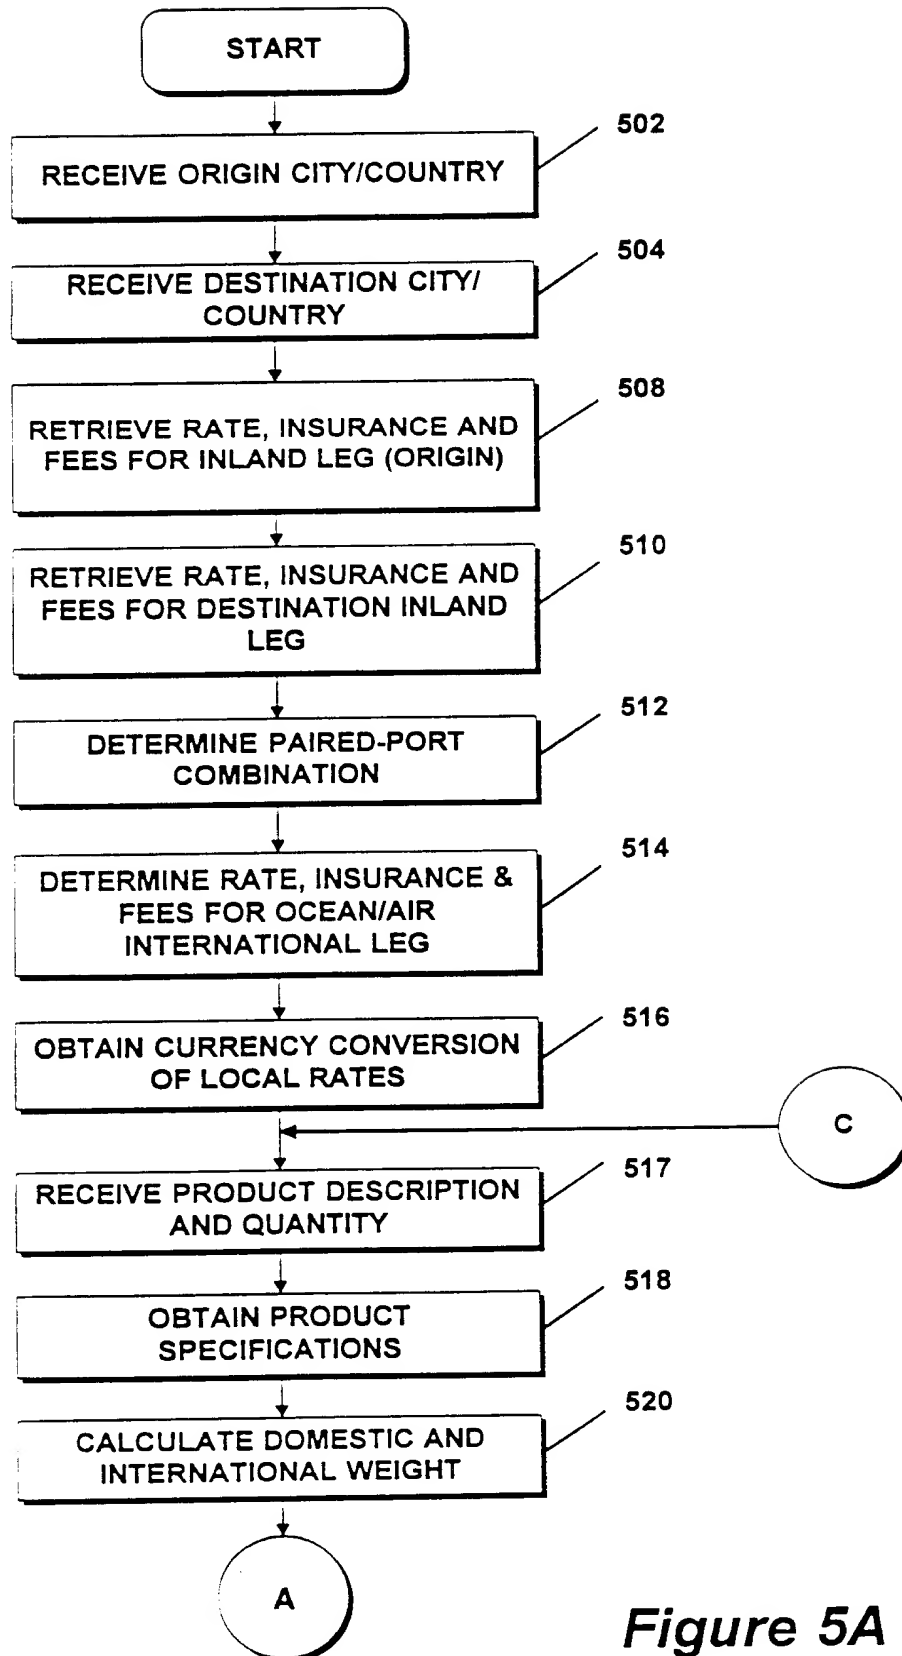 START
502
RECEIVE ORIGIN CITY/COUNTRY
504
RECEIVE DESTINATION CITY/
COUNTRY
508
RETRIEVE RATE, INSURANCE AND
FEES FOR INLAND LEG (ORIGIN)
510
RETRIEVE RATE, INSURANCE AND
FEES FOR DESTINATION INLAND
LEG
512
DETERMINE PAIRED-PORT
COMBINATION
514
DETERMINE RATE, INSURANCE &
FEES FOR OCEAN/AIR
INTERNATIONAL LEG
516
OBTAIN CURRENCY CONVERSION
OF LOCAL RATES
C
517
RECEIVE PRODUCT DESCRIPTION
AND QUANTITY
518
OBTAIN PRODUCT
SPECIFICATIONS
520
CALCULATE DOMESTIC AND
INTERNATIONAL WEIGHT
A
Figure 5A